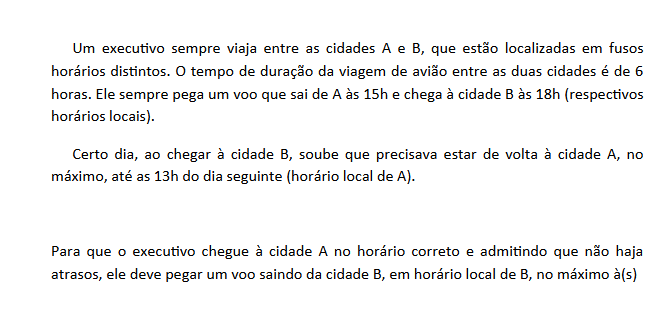 Um executivo sempre viaja entre as cidades A e B, que estão localizadas em fusos
horários distintos. O tempo de duração da viagem de avião entre as duas cidades é de 6
horas. Ele sempre pega um voo que sai de A às 15h e chega à cidade B às 18h (respectivos
horários locais).
Certo dia, ao chegar à cidade B, soube que precisava estar de volta à cidade A, no
máximo, até as 13h do dia seguinte (horário local de A).
Para que o executivo chegue à cidade A no horário correto e admitindo que não haja
atrasos, ele deve pegar um voo saindo da cidade B, em horário local de B, no máximo à(s)